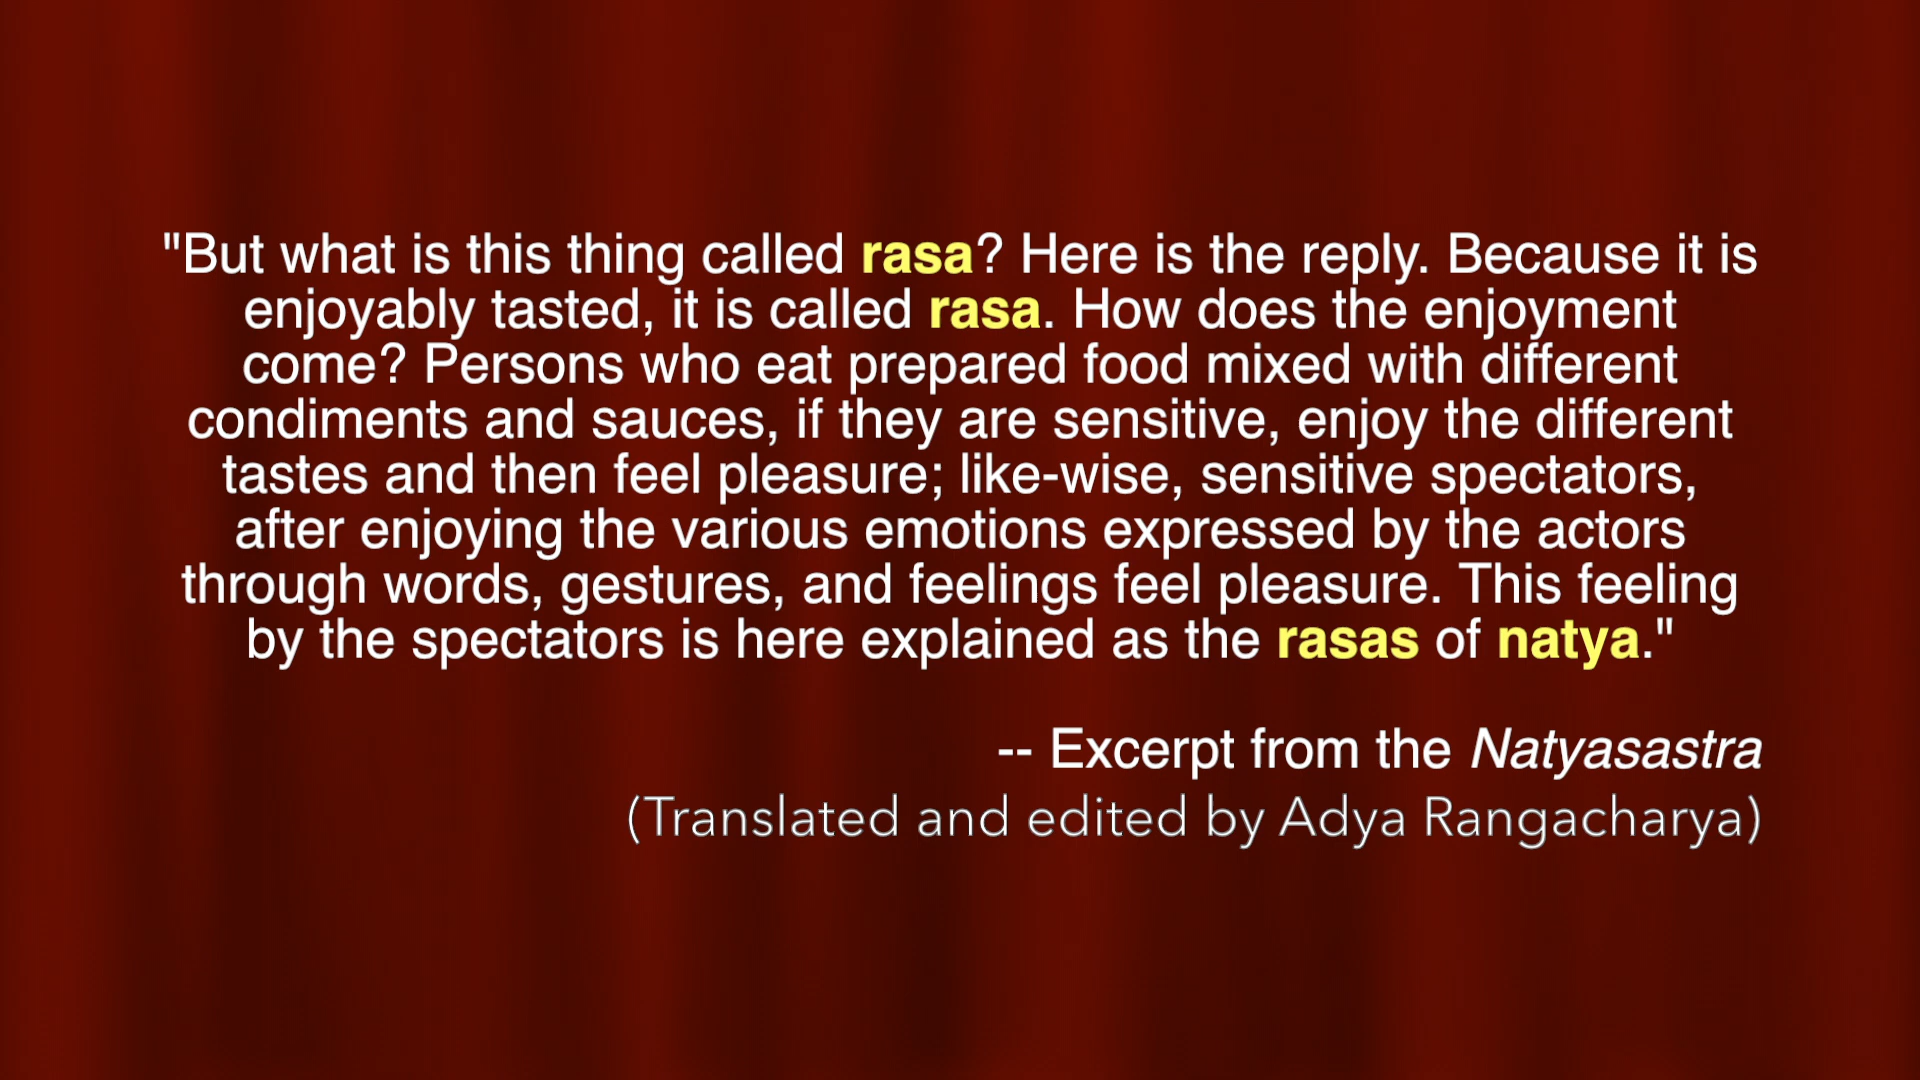 "But what is this thing called rasa? Here is the reply. Because it is
enjoyably tasted, it is called rasa. How does the enjoyment
come? Persons who eat prepared food mixed with different
condiments and sauces, if they are sensitive, enjoy the different
tastes and then feel pleasure; like-wise, sensitive spectators,
after enjoying the various emotions expressed by the actors
through words, gestures, and feelings feel pleasure. This feeling
by the spectators is here explained as the rasas of natya."
-- Excerpt from the Natyasastra
(Translated and edited by Adya Rangacharya)